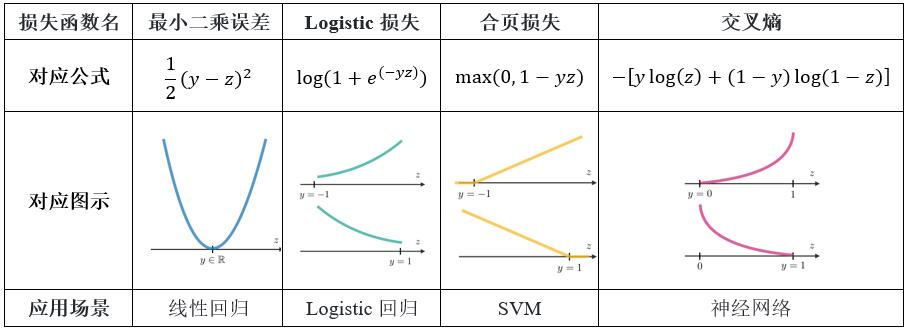 损失函数名 最小二乘误差 Logistic 损失 合页损失 交叉熵
对应公式 \frac{1}{2}(y − z)^2 log(1 + e^{(−yz)}) max(0, 1 − yz) −[y log(z) + (1 − y) log(1 − z)]
对应图示
z
y ∈ ℝ
z
y = −1
z
y = 1
z
y = −1
z
y = 1
z
y = 0 1
z
0 y = 1
应用场景 线性回归 Logistic 回归 SVM 神经网络